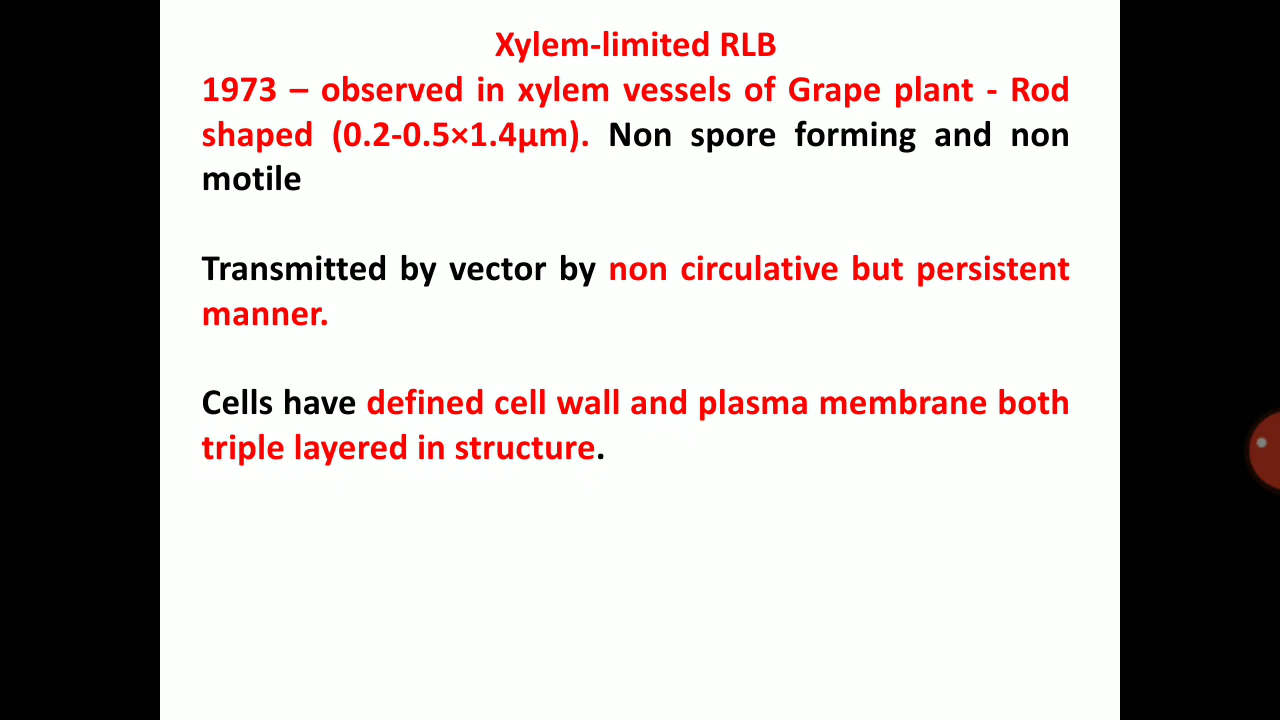 Xylem-limited RLB
1973 – observed in xylem vessels of Grape plant - Rod
shaped (0.2-0.5×1.4µm). Non spore forming and non
motile
Transmitted by vector by non circulative but persistent
manner.
Cells have defined cell wall and plasma membrane both
triple layered in structure.